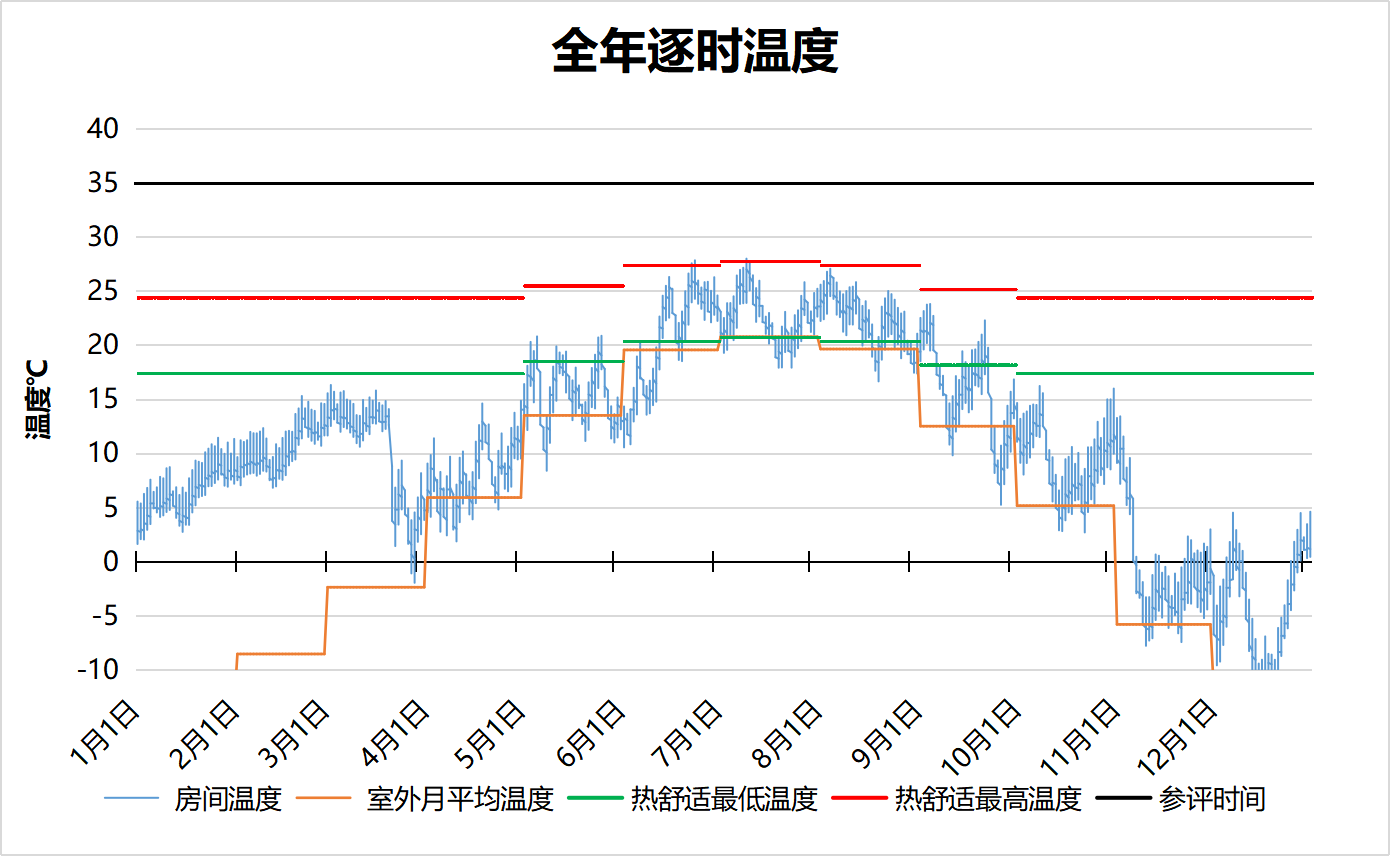 全年逐时温度
40
35
30
25
20
15
10
5
0
-5
-10
温度℃
1月1日
2月1日
3月1日
4月1日
5月1日
6月1日
7月1日
8月1日
9月1日
10月1日
11月1日
12月1日
房间温度 室外月平均温度 热舒适最低温度 热舒适最高温度 参评时间